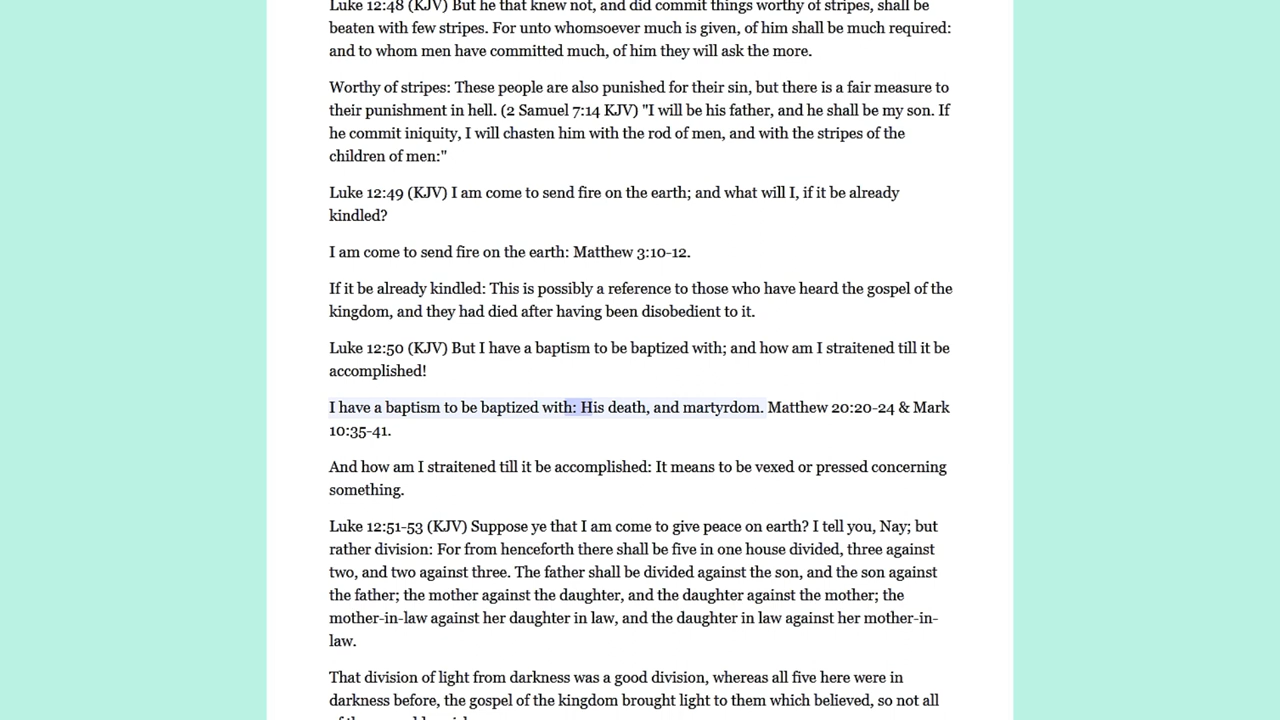 Luke 12:48 (KJV) But he that knew not, and did commit things worthy of stripes, shall be
beaten with few stripes. For unto whomsoever much is given, of him shall be much required:
and to whom men have committed much, of him they will ask the more.
Worthy of stripes: These people are also punished for their sin, but there is a fair measure to
their punishment in hell. (2 Samuel 7:14 KJV) "I will be his father, and he shall be my son. If
he commit iniquity, I will chasten him with the rod of men, and with the stripes of the
children of men:"
Luke 12:49 (KJV) I am come to send fire on the earth; and what will I, if it be already
kindled?
I am come to send fire on the earth: Matthew 3:10-12.
If it be already kindled: This is possibly a reference to those who have heard the gospel of the
kingdom, and they had died after having been disobedient to it.
Luke 12:50 (KJV) But I have a baptism to be baptized with; and how am I straitened till it be
accomplished!
I have a baptism to be baptized with: His death, and martyrdom. Matthew 20:20-24 & Mark
10:35-41.
And how am I straitened till it be accomplished: It means to be vexed or pressed concerning
something.
Luke 12:51-53 (KJV) Suppose ye that I am come to give peace on earth? I tell you, Nay; but
rather division: For from henceforth there shall be five in one house divided, three against
two, and two against three. The father shall be divided against the son, and the son against
the father; the mother against the daughter, and the daughter against the mother; the
mother-in-law against her daughter in law, and the daughter in law against her mother-in-
law.
That division of light from darkness was a good division, whereas all five here were in
darkness before, the gospel of the kingdom brought light to them which believed, so not all